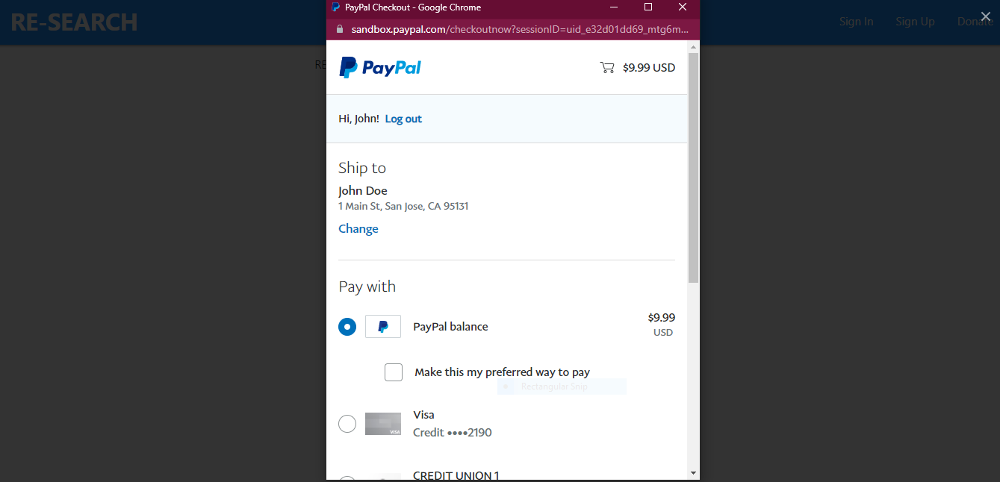 PayPal Checkout - Google Chrome
RE-SEARCH
Sign In
Sign Up
Donate
sandbox.paypal.com/checkoutnow?sessionID=uid_e32d01dd69_mtg6m...
RE
PayPal
$9.99 USD
Hi, John! Log out
Ship to
John Doe
1 Main St, San Jose, CA 95131
Change
Pay with
PayPal balance
$9.99
USD
Make this my preferred way to pay
Rectangular Snip
Visa
VISA
Credit ••••2190
CREDIT UNION 1